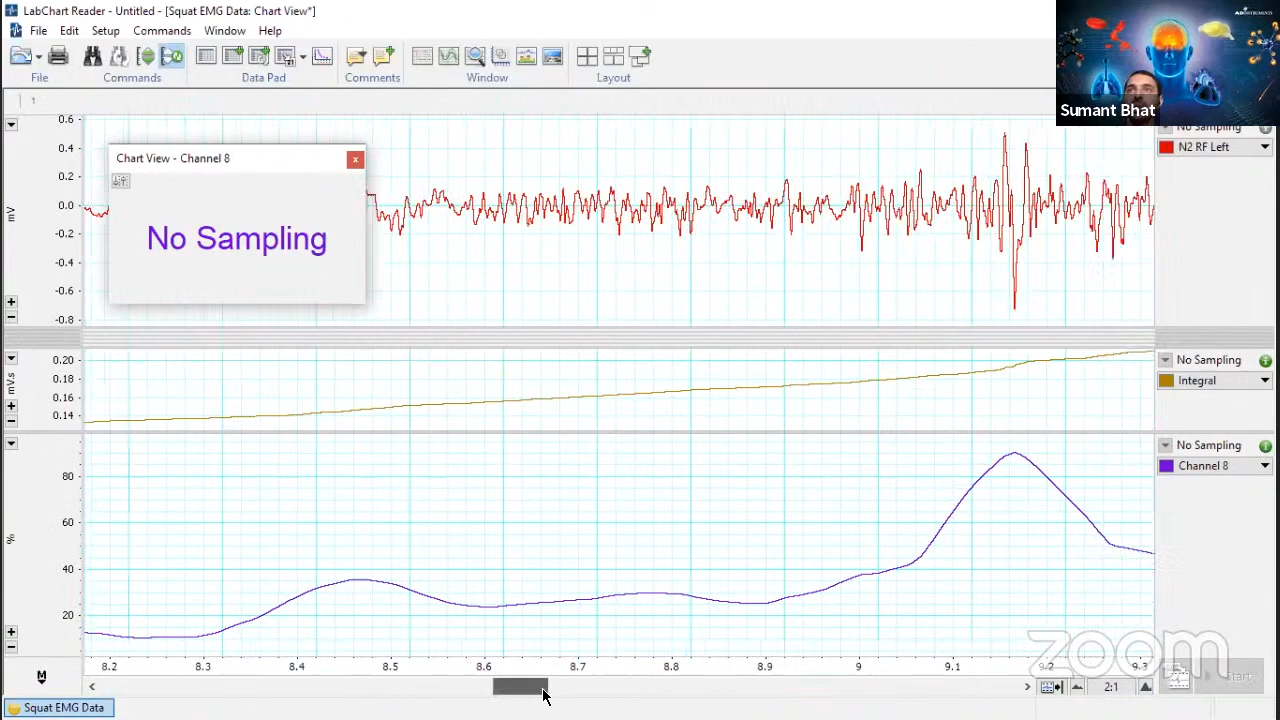 LabChart Reader - Untitled - [Squat EMG Data: Chart View*]
File Edit Setup Commands Window Help
File Commands Data Pad Comments Window Layout
ADINSTRUMENTS
Sumant Bhat
1
0.6
0.4
0.2
0.0
-0.2
-0.4
-0.6
-0.8
mV
Chart View - Channel 8
x
No Sampling
No Sampling
N2 RF Left
0.20
0.18
0.16
0.14
mV.s
No Sampling
Integral
80
60
40
20
%
No Sampling
Channel 8
8.2 8.3 8.4 8.5 8.6 8.7 8.8 8.9 9 9.1 9.2 9.3
M
2:1
Start
zoom
Squat EMG Data